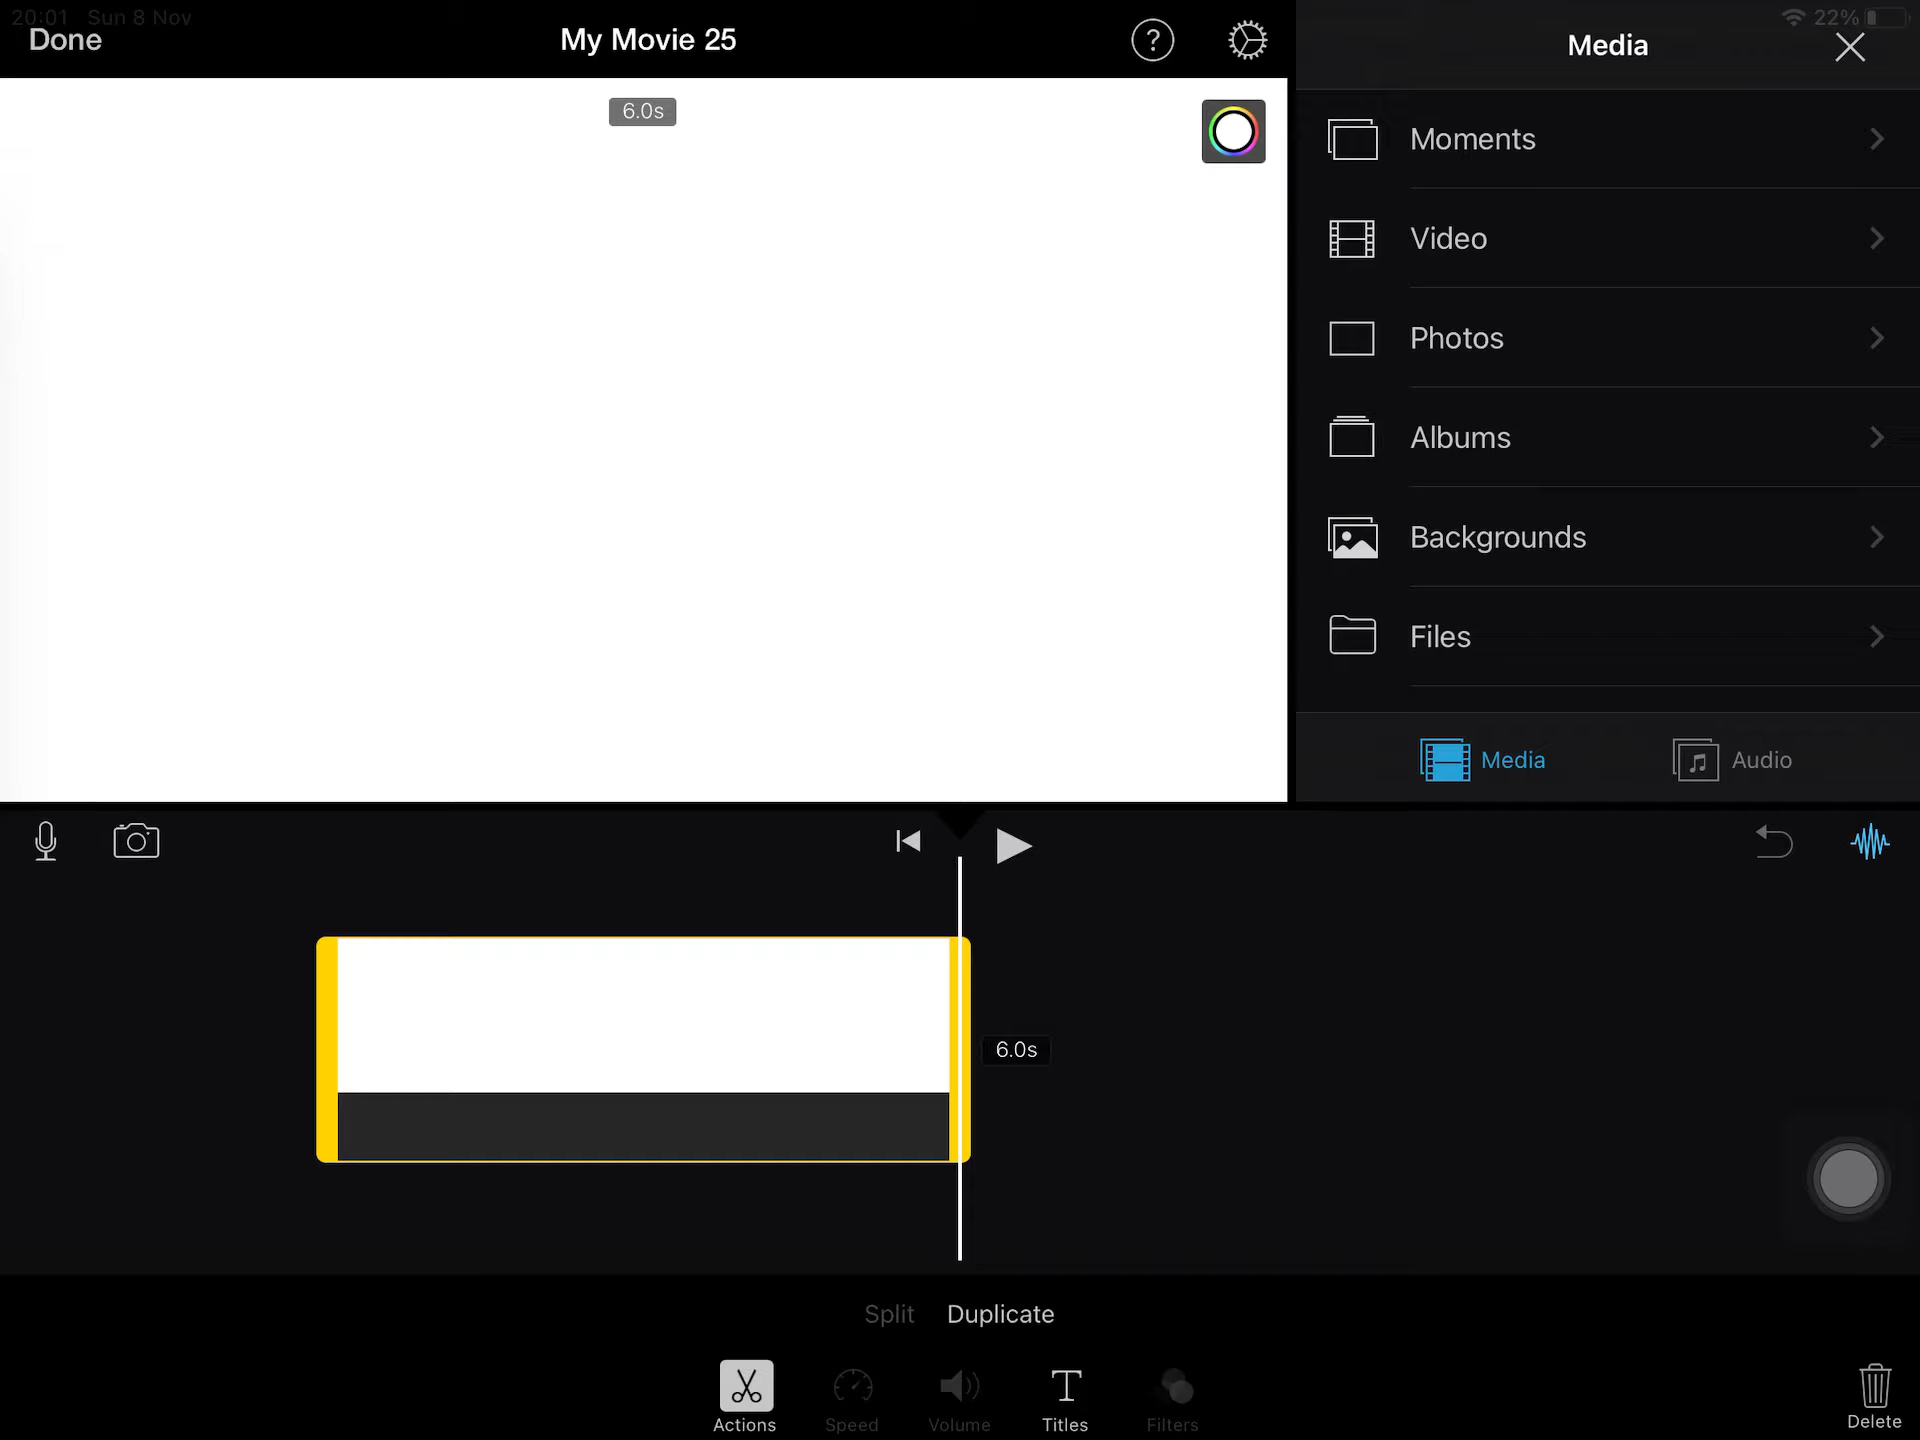 20:01 Sun 8 Nov
22%
Done
My Movie 25
?
Media
6.0s
Moments
Video
Photos
Albums
Backgrounds
Files
Media
Audio
6.0s
Split
Duplicate
Actions
Speed
Volume
T
Titles
Filters
Delete